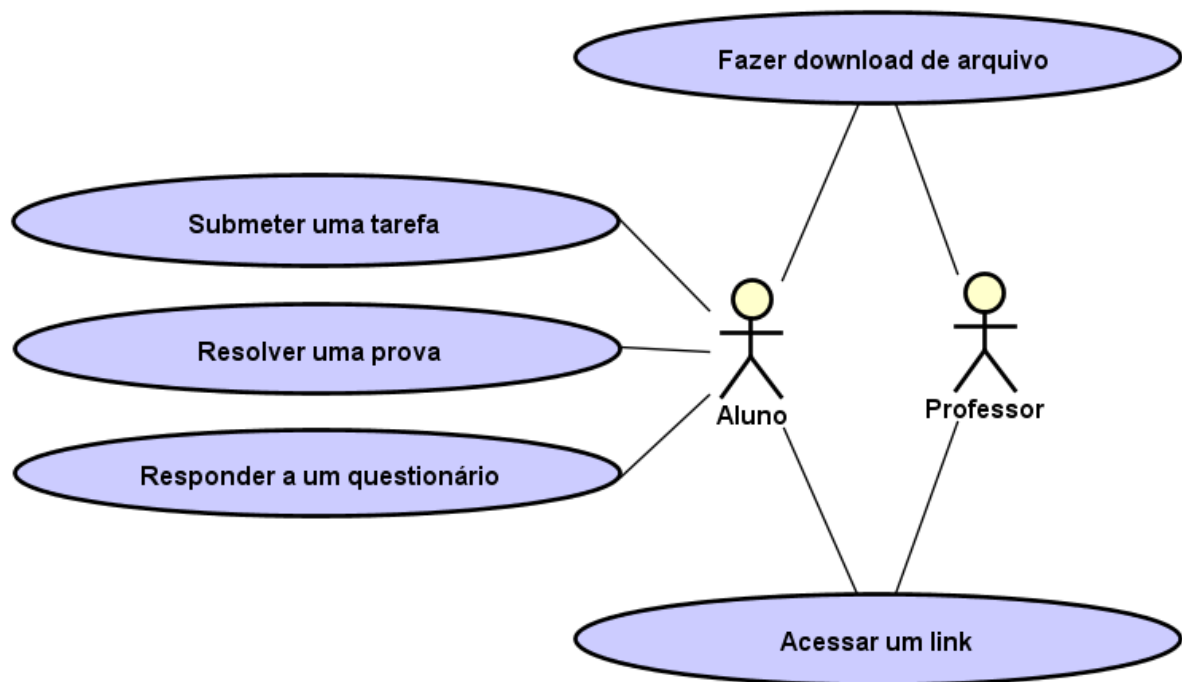 Fazer download de arquivo
Submeter uma tarefa
Resolver uma prova
Responder a um questionário
Aluno
Professor
Acessar um link